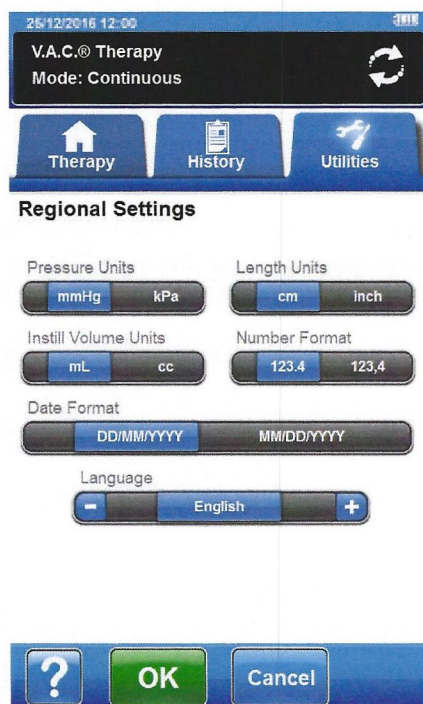 25/12/2016 12:00
V.A.C.® Therapy
Mode: Continuous
Therapy History Utilities
Regional Settings
Pressure Units Length Units
mmHg kPa cm inch
Instill Volume Units Number Format
mL cc 123.4 123,4
Date Format
DD/MM/YYYY MM/DD/YYYY
Language
- English +
? OK Cancel